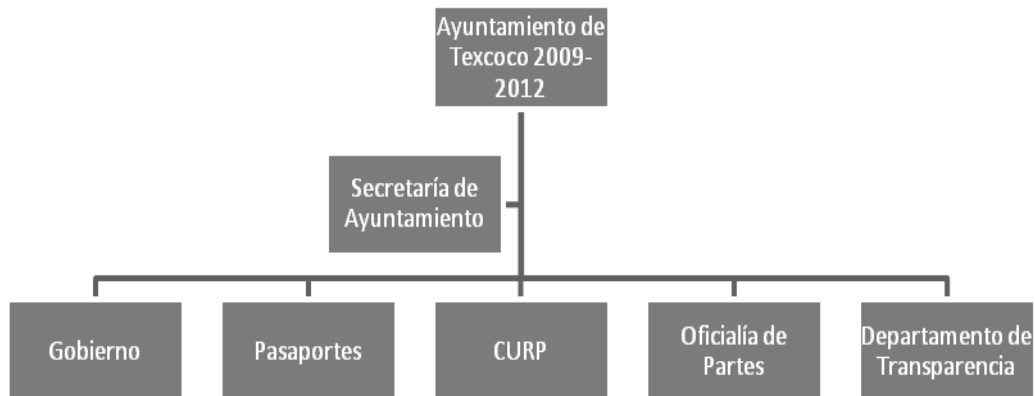 Ayuntamiento de
Texcoco 2009-
2012
Secretaría de
Ayuntamiento
Gobierno
Pasaportes
CURP
Oficialía de
Partes
Departamento de
Transparencia